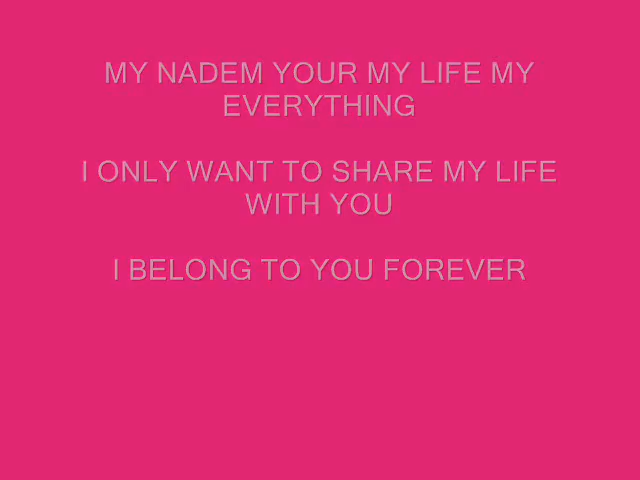 MY NADEM YOUR MY LIFE MY
EVERYTHING
I ONLY WANT TO SHARE MY LIFE
WITH YOU
I BELONG TO YOU FOREVER